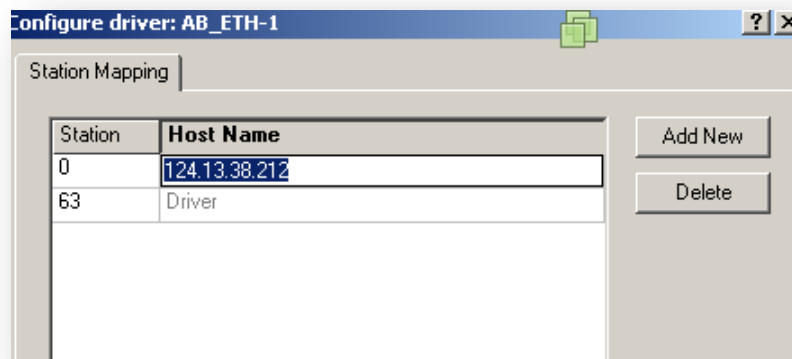 Configure driver: AB_ETH-1
Station Mapping
Station Host Name
0 124.13.38.212
63 Driver
Add New
Delete